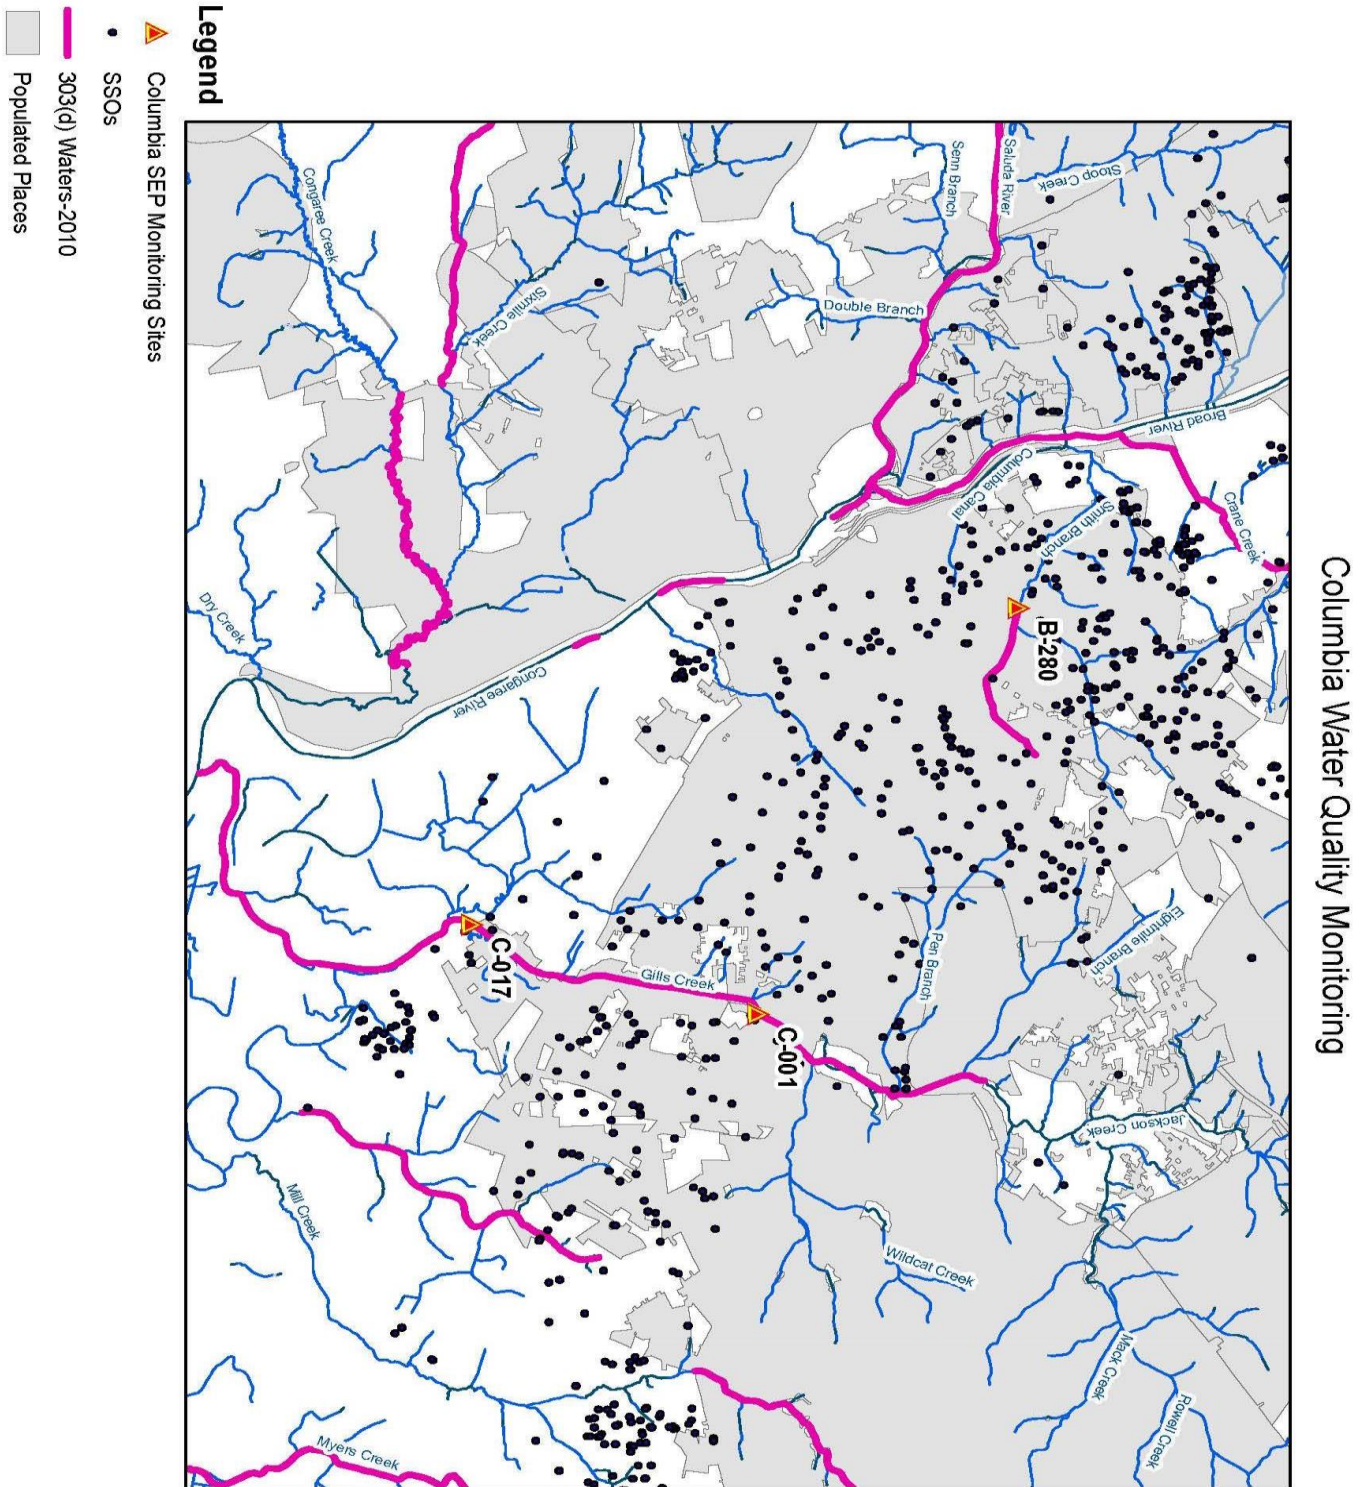 Columbia Water Quality Monitoring
Stoop Creek
Saluda River
Senn Branch
Congaree Creek
Sixmile Creek
Double Branch
Broad River
Columbia Canal
Smith Branch
Crane Creek
B-280
Dry Creek
Congaree River
C-017
Gills Creek
C-001
Pen Branch
Eightmile Branch
Jackson Creek
Mill Creek
Wildcat Creek
Mack Creek
Rowell Creek
Myers Creek
Legend
Columbia SEP Monitoring Sites
SSOs
303(d) Waters-2010
Populated Places